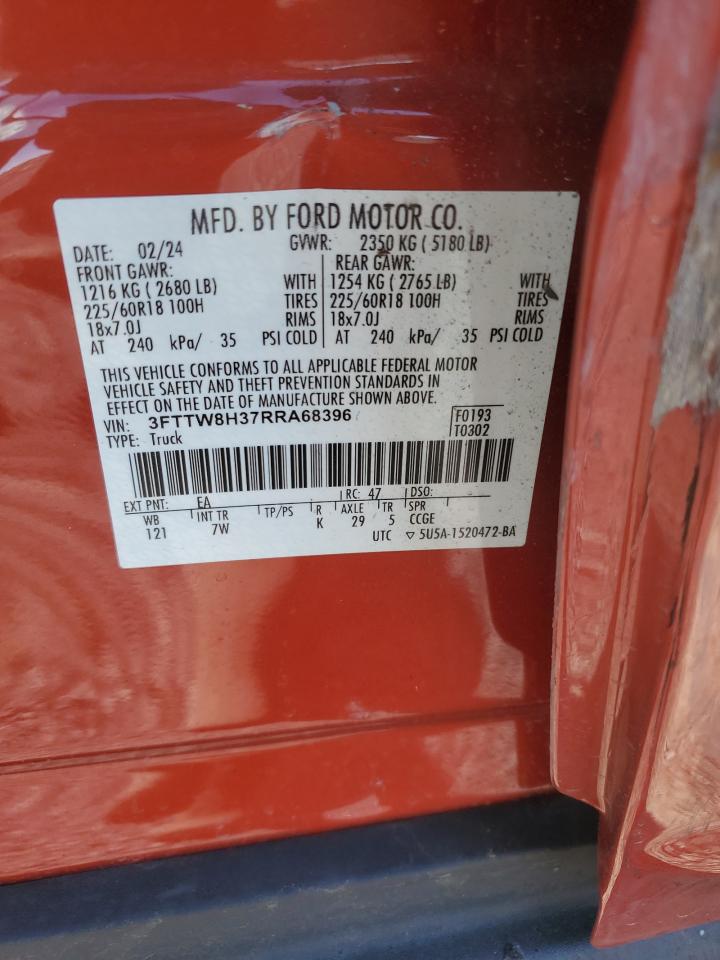 MFD. BY FORD MOTOR CO.
DATE: 02/24 GVWR: 2350 KG ( 5180 LB)
FRONT GAWR: REAR GAWR:
1216 KG ( 2680 LB) WITH 1254 KG ( 2765 LB) WITH
225/60R18 100H TIRES 225/60R18 100H TIRES
18x7.0J RIMS 18x7.0J RIMS
AT 240 kPa/ 35 PSI COLD AT 240 kPa/ 35 PSI COLD
THIS VEHICLE CONFORMS TO ALL APPLICABLE FEDERAL MOTOR
VEHICLE SAFETY AND THEFT PREVENTION STANDARDS IN
EFFECT ON THE DATE OF MANUFACTURE SHOWN ABOVE.
VIN: 3FTTW8H37RRA68396 F0193
TYPE: Truck T0302
EXT PNT: EA RC: 47 DSO:
WB INT TR TP/PS R AXLE TR SPR
121 7W K 29 5 CCGE
UTC ▽ 5U5A-1520472-BA